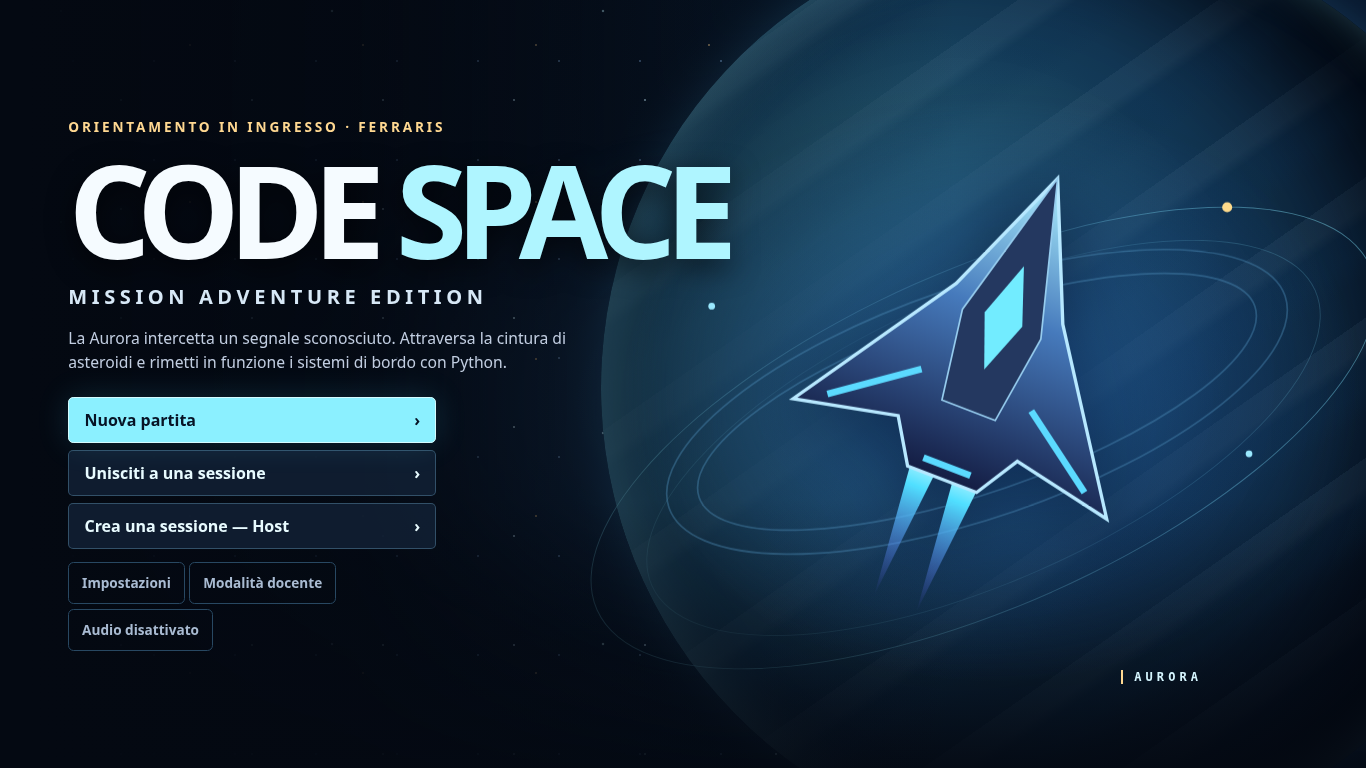 ORIENTAMENTO IN INGRESSO · FERRARIS
CODE SPACE
MISSION ADVENTURE EDITION
La Aurora intercetta un segnale sconosciuto. Attraversa la cintura di
asteroidi e rimetti in funzione i sistemi di bordo con Python.
Nuova partita ›
Unisciti a una sessione ›
Crea una sessione — Host ›
Impostazioni Modalità docente
Audio disattivato
AURORA